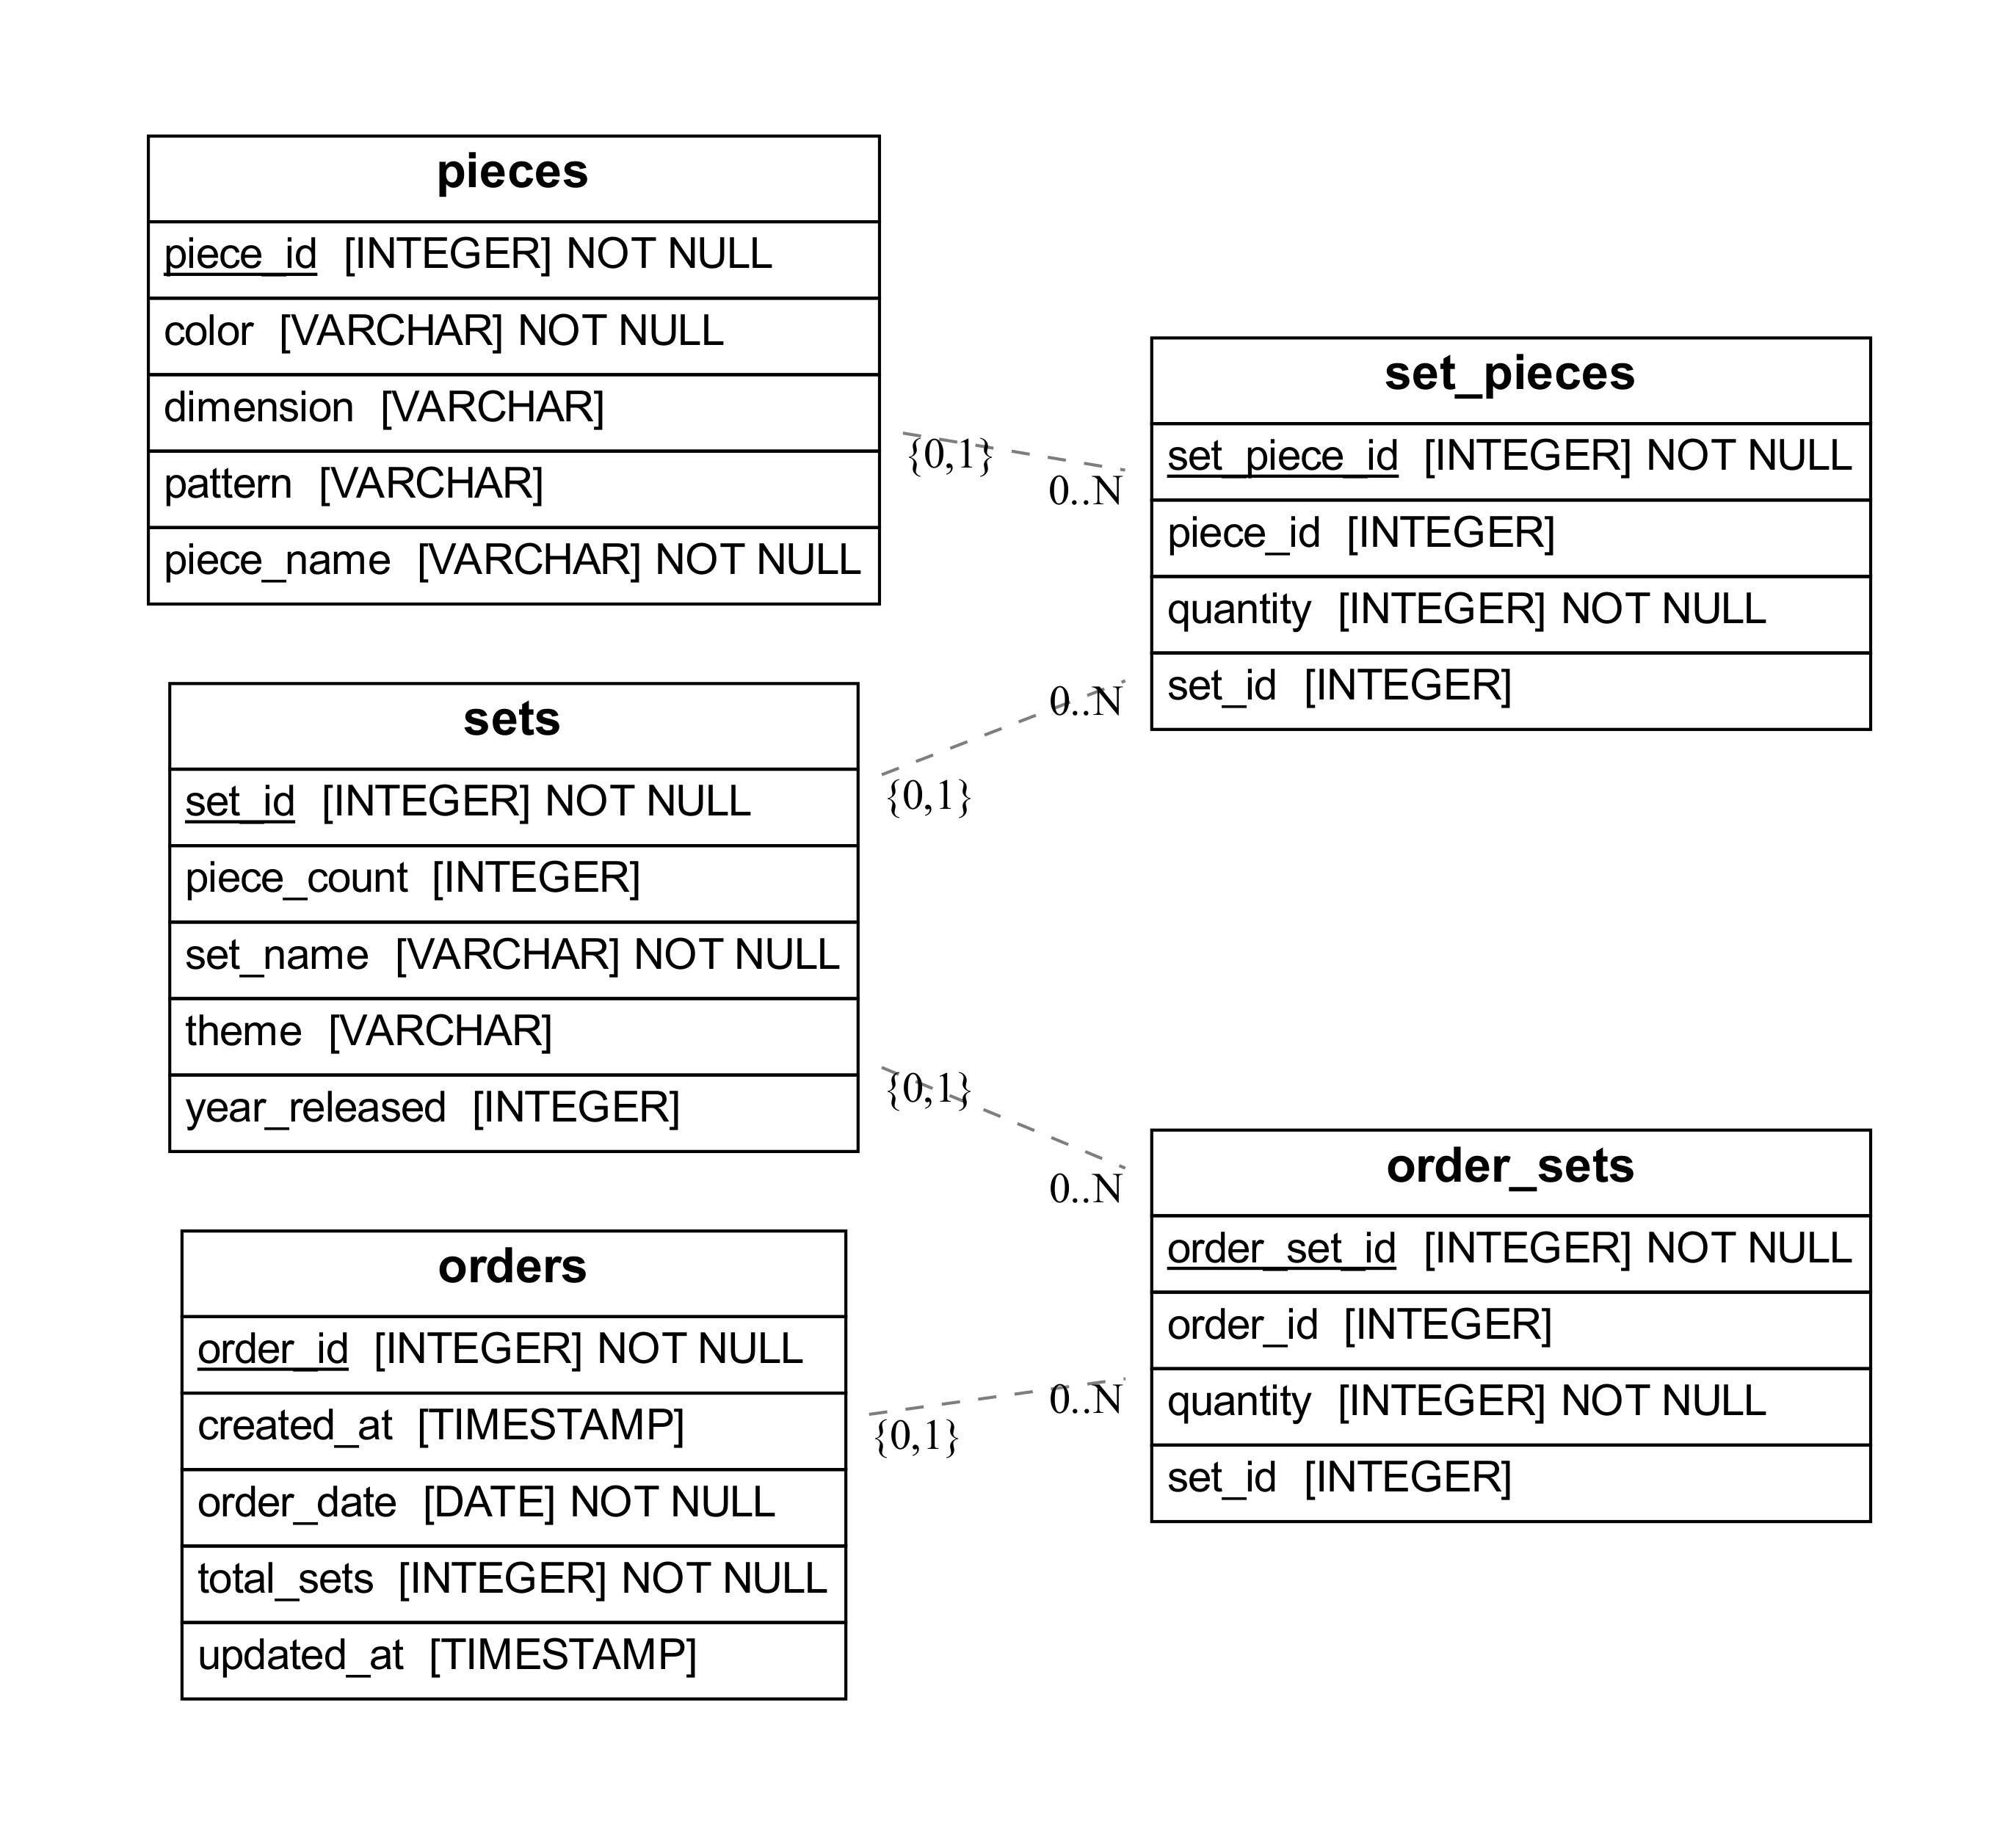 pieces
piece_id [INTEGER] NOT NULL
color [VARCHAR] NOT NULL
dimension [VARCHAR]
pattern [VARCHAR]
piece_name [VARCHAR] NOT NULL
{0,1}
0..N
set_pieces
set_piece_id [INTEGER] NOT NULL
piece_id [INTEGER]
quantity [INTEGER] NOT NULL
set_id [INTEGER]
0..N
{0,1}
sets
set_id [INTEGER] NOT NULL
piece_count [INTEGER]
set_name [VARCHAR] NOT NULL
theme [VARCHAR]
year_released [INTEGER]
{0,1}
0..N
order_sets
order_set_id [INTEGER] NOT NULL
order_id [INTEGER]
quantity [INTEGER] NOT NULL
set_id [INTEGER]
0..N
{0,1}
orders
order_id [INTEGER] NOT NULL
created_at [TIMESTAMP]
order_date [DATE] NOT NULL
total_sets [INTEGER] NOT NULL
updated_at [TIMESTAMP]